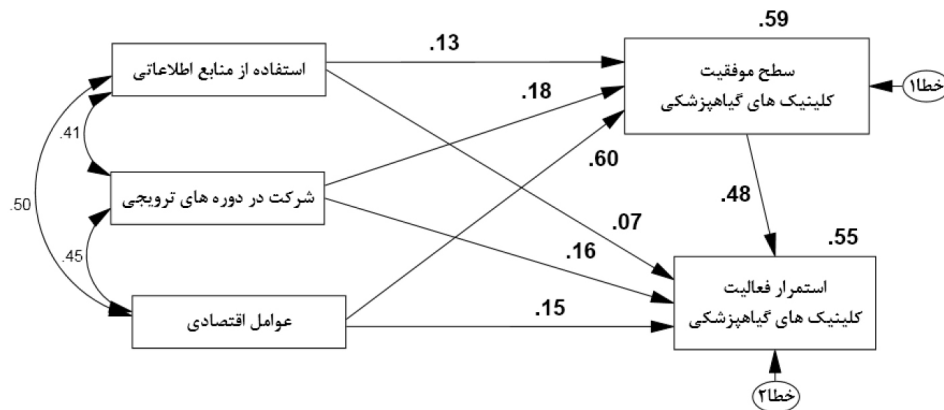 .59
.13
استفاده از منابع اطلاعاتی
سطح موفقیت
کلینیک های گیاهپزشکی
خطا۱
.18
.41
.60
.50
شرکت در دوره های ترویجی
.48
.07
.55
.16
.45
استمرار فعالیت
کلینیک های گیاهپزشکی
.15
عوامل اقتصادی
خطا۲